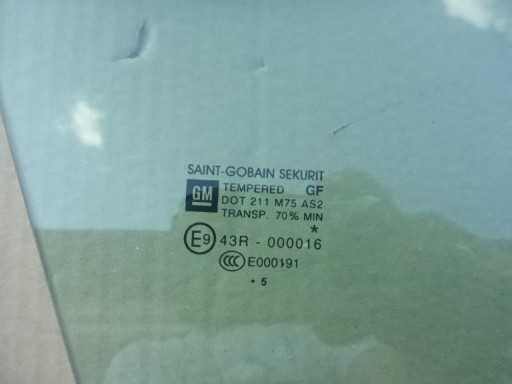 SAINT-GOBAIN SEKURIT
GM TEMPERED GF
DOT 211 M75 AS2
TRANSP. 70% MIN
*
E9 43R - 000016
CCC E000191
· 5